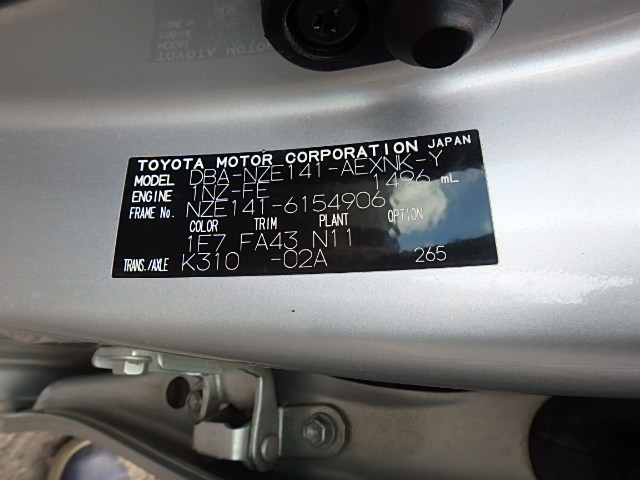 TOYOTA MOTOR CORPORATION JAPAN
MODEL DBA-NZE141-AEXNK-Y
ENGINE 1NZ-FE 1496 mL
FRAME No. NZE141-6154906
COLOR TRIM PLANT OPTION
1F7 FA43 N11
TRANS./AXLE K310 -02A 265